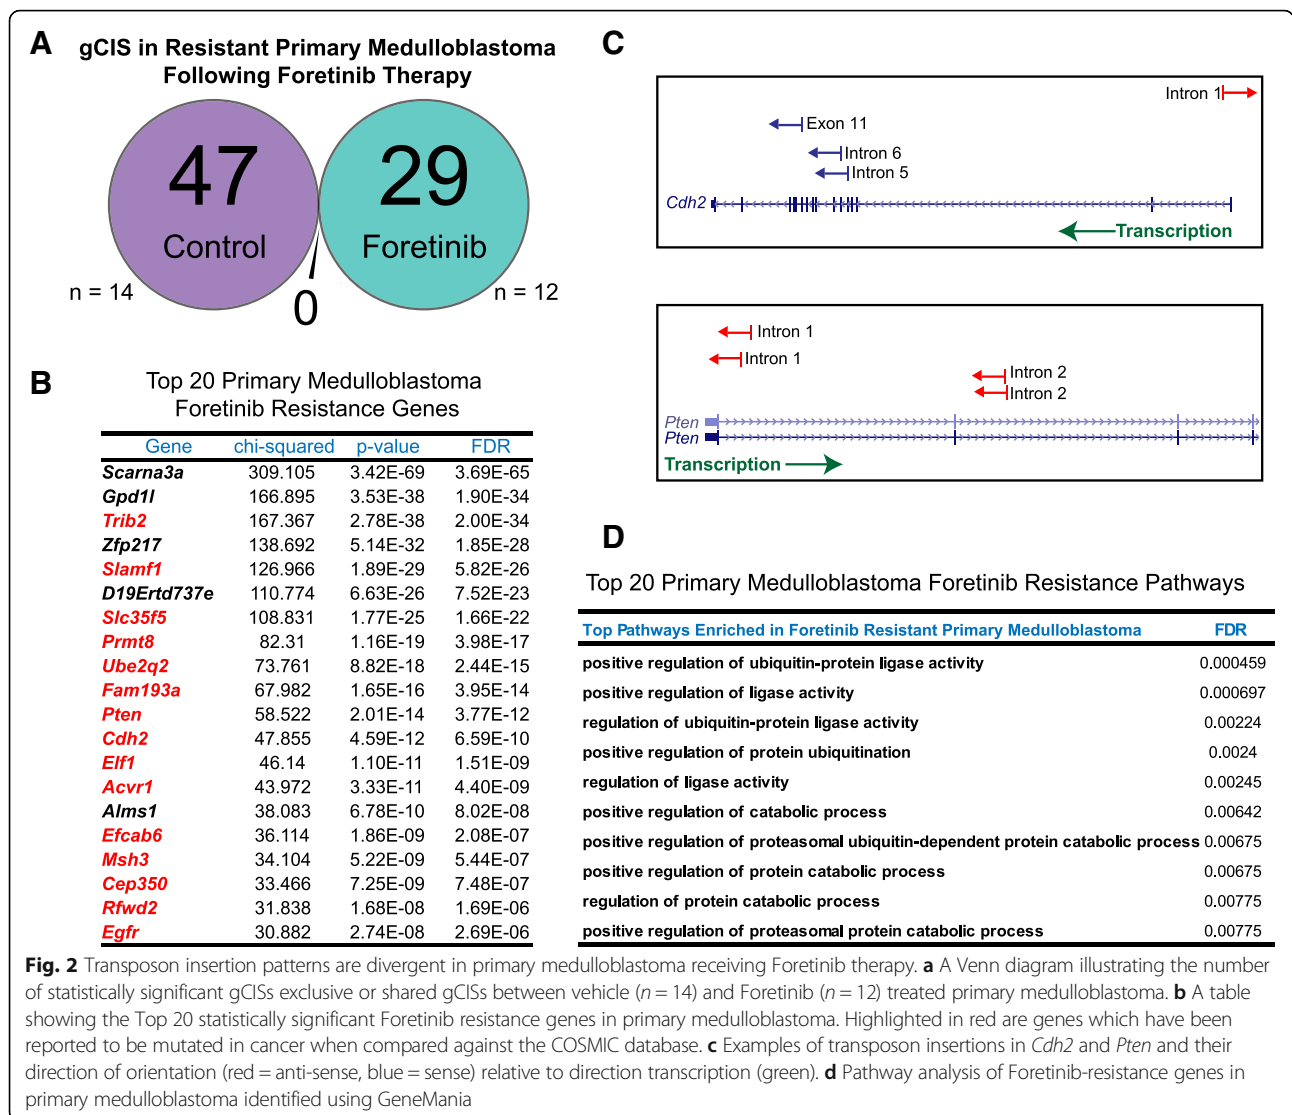 A
gCIS in Resistant Primary Medulloblastoma
Following Foretinib Therapy
47
Control
29
Foretinib
n = 14
0
n = 12
B
Top 20 Primary Medulloblastoma
Foretinib Resistance Genes
Gene chi-squared p-value FDR
Scarna3a 309.105 3.42E-69 3.69E-65
Gpd1l 166.895 3.53E-38 1.90E-34
Trib2 167.367 2.78E-38 2.00E-34
Zfp217 138.692 5.14E-32 1.85E-28
Slamf1 126.966 1.89E-29 5.82E-26
D19Ertd737e 110.774 6.63E-26 7.52E-23
Slc35f5 108.831 1.77E-25 1.66E-22
Prmt8 82.31 1.16E-19 3.98E-17
Ube2q2 73.761 8.82E-18 2.44E-15
Fam193a 67.982 1.65E-16 3.95E-14
Pten 58.522 2.01E-14 3.77E-12
Cdh2 47.855 4.59E-12 6.59E-10
Elf1 46.14 1.10E-11 1.51E-09
Acvr1 43.972 3.33E-11 4.40E-09
Alms1 38.083 6.78E-10 8.02E-08
Efcab6 36.114 1.86E-09 2.08E-07
Msh3 34.104 5.22E-09 5.44E-07
Cep350 33.466 7.25E-09 7.48E-07
Rfwd2 31.838 1.68E-08 1.69E-06
Egfr 30.882 2.74E-08 2.69E-06
C
Intron 1
Exon 11
Intron 6
Intron 5
Cdh2
Transcription
Intron 1
Intron 1
Intron 2
Intron 2
Pten
Pten
Transcription
D
Top 20 Primary Medulloblastoma Foretinib Resistance Pathways
Top Pathways Enriched in Foretinib Resistant Primary Medulloblastoma FDR
positive regulation of ubiquitin-protein ligase activity 0.000459
positive regulation of ligase activity 0.000697
regulation of ubiquitin-protein ligase activity 0.00224
positive regulation of protein ubiquitination 0.0024
regulation of ligase activity 0.00245
positive regulation of catabolic process 0.00642
positive regulation of proteasomal ubiquitin-dependent protein catabolic process 0.00675
positive regulation of protein catabolic process 0.00675
regulation of protein catabolic process 0.00775
positive regulation of proteasomal protein catabolic process 0.00775
Fig. 2 Transposon insertion patterns are divergent in primary medulloblastoma receiving Foretinib therapy. a A Venn diagram illustrating the number
of statistically significant gCISs exclusive or shared gCISs between vehicle (n = 14) and Foretinib (n = 12) treated primary medulloblastoma. b A table
showing the Top 20 statistically significant Foretinib resistance genes in primary medulloblastoma. Highlighted in red are genes which have been
reported to be mutated in cancer when compared against the COSMIC database. c Examples of transposon insertions in Cdh2 and Pten and their
direction of orientation (red = anti-sense, blue = sense) relative to direction transcription (green). d Pathway analysis of Foretinib-resistance genes in
primary medulloblastoma identified using GeneMania